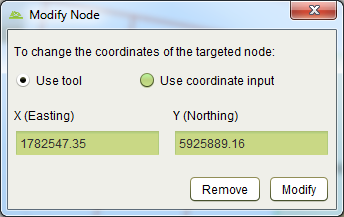 Modify Node
To change the coordinates of the targeted node:
Use tool Use coordinate input
X (Easting) Y (Northing)
1782547.35 5925889.16
Remove Modify